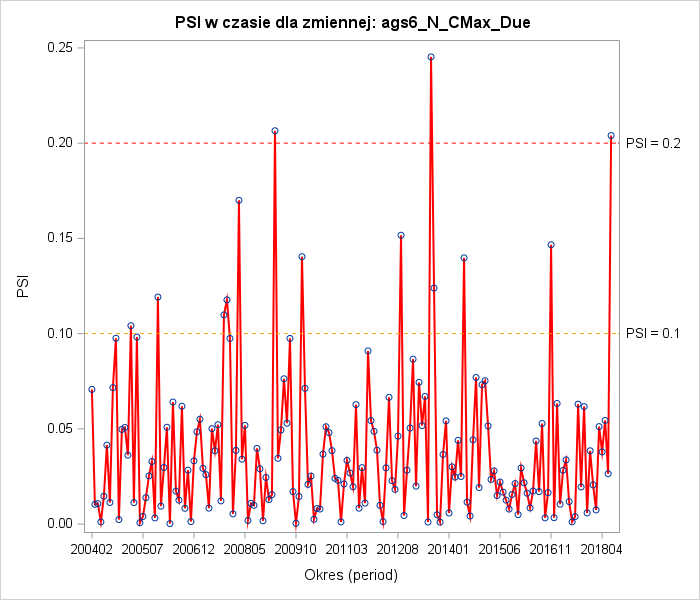 PSI w czasie dla zmiennej: ags6_N_CMax_Due
0.25
0.20
PSI = 0.2
0.15
PSI
0.10
PSI = 0.1
0.05
0.00
200402 200507 200612 200805 200910 201103 201208 201401 201506 201611 201804
Okres (period)